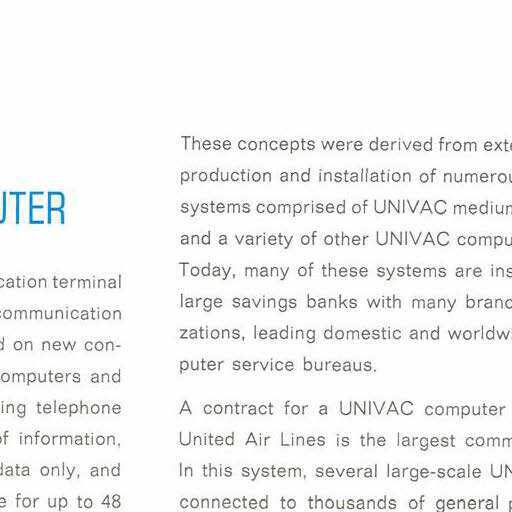 UTER
cation terminal
communication
d on new con-
omputers and
ing telephone
of information,
data only, and
e for up to 48
These concepts were derived from exte
production and installation of numerou
systems comprised of UNIVAC medium
and a variety of other UNIVAC compu
Today, many of these systems are ins
large savings banks with many branc
zations, leading domestic and worldw
puter service bureaus.
A contract for a UNIVAC computer
United Air Lines is the largest comm
In this system, several large-scale UN
connected to thousands of general p